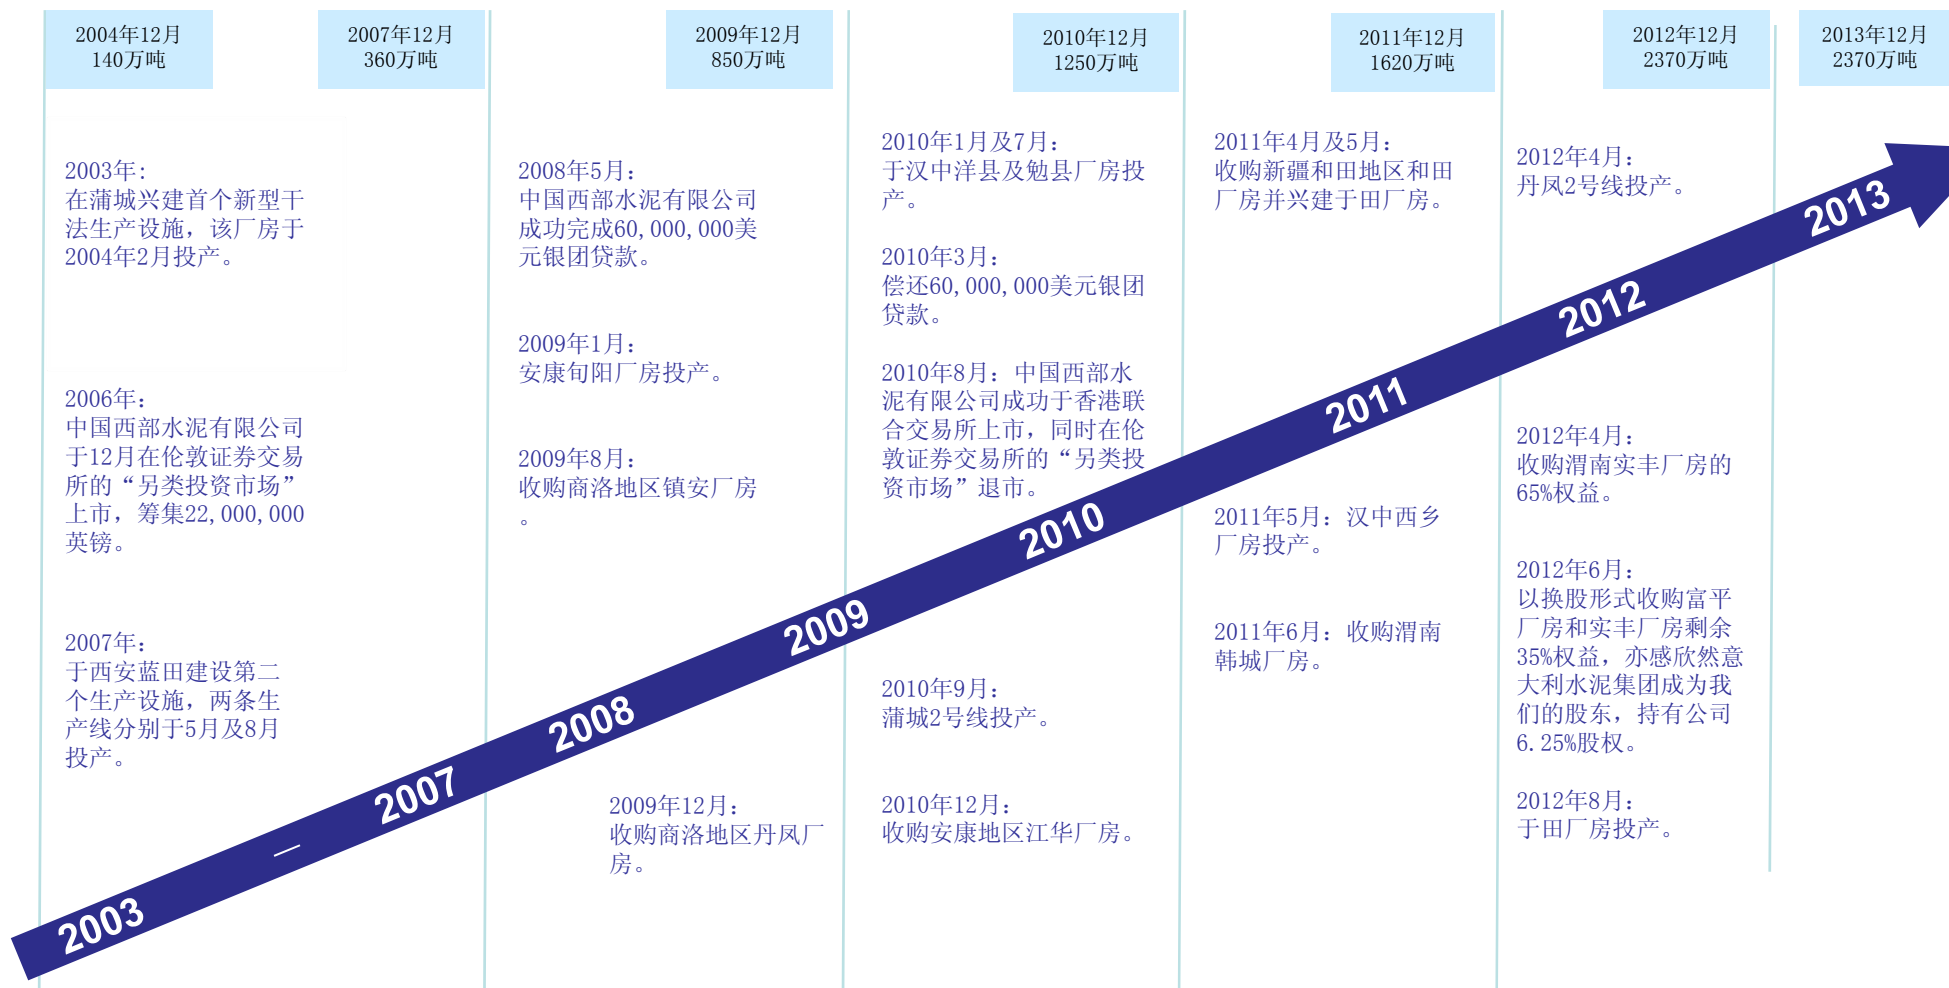 2004年12月
140万吨
2007年12月
360万吨
2009年12月
850万吨
2010年12月
1250万吨
2011年12月
1620万吨
2012年12月
2370万吨
2013年12月
2370万吨
2003年:
在蒲城兴建首个新型干
法生产设施，该厂房于
2004年2月投产。
2006年：
中国西部水泥有限公司
于12月在伦敦证券交易
所的“另类投资市场”
上市，筹集22,000,000
英镑。
2007年：
于西安蓝田建设第二
个生产设施，两条生
产线分别于5月及8月
投产。
2008年5月：
中国西部水泥有限公司
成功完成60,000,000美
元银团贷款。
2009年1月：
安康旬阳厂房投产。
2009年8月：
收购商洛地区镇安厂房
。
2009年12月：
收购商洛地区丹凤厂
房。
2010年1月及7月：
于汉中洋县及勉县厂房投
产。
2010年3月：
偿还60,000,000美元银团
贷款。
2010年8月：中国西部水
泥有限公司成功于香港联
合交易所上市，同时在伦
敦证券交易所的“另类投
资市场”退市。
2010年9月：
蒲城2号线投产。
2010年12月：
收购安康地区江华厂房。
2011年4月及5月：
收购新疆和田地区和田
厂房并兴建于田厂房。
2011年5月：汉中西乡
厂房投产。
2011年6月：收购渭南
韩城厂房。
2012年4月：
丹凤2号线投产。
2012年4月：
收购渭南实丰厂房的
65%权益。
2012年6月：
以换股形式收购富平
厂房和实丰厂房剩余
35%权益，亦感欣然意
大利水泥集团成为我
们的股东，持有公司
6.25%股权。
2012年8月：
于田厂房投产。
2003
—
2007
2008
2009
2010
2011
2012
2013